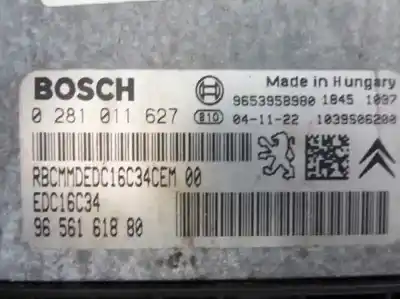 BOSCH
Made in Hungary
9653958980 1845 1097
0 281 011 627
810 04-11-22 1039S06200
RBCMMDEDC16C34CEM 00
EDC16C34
96 561 618 80